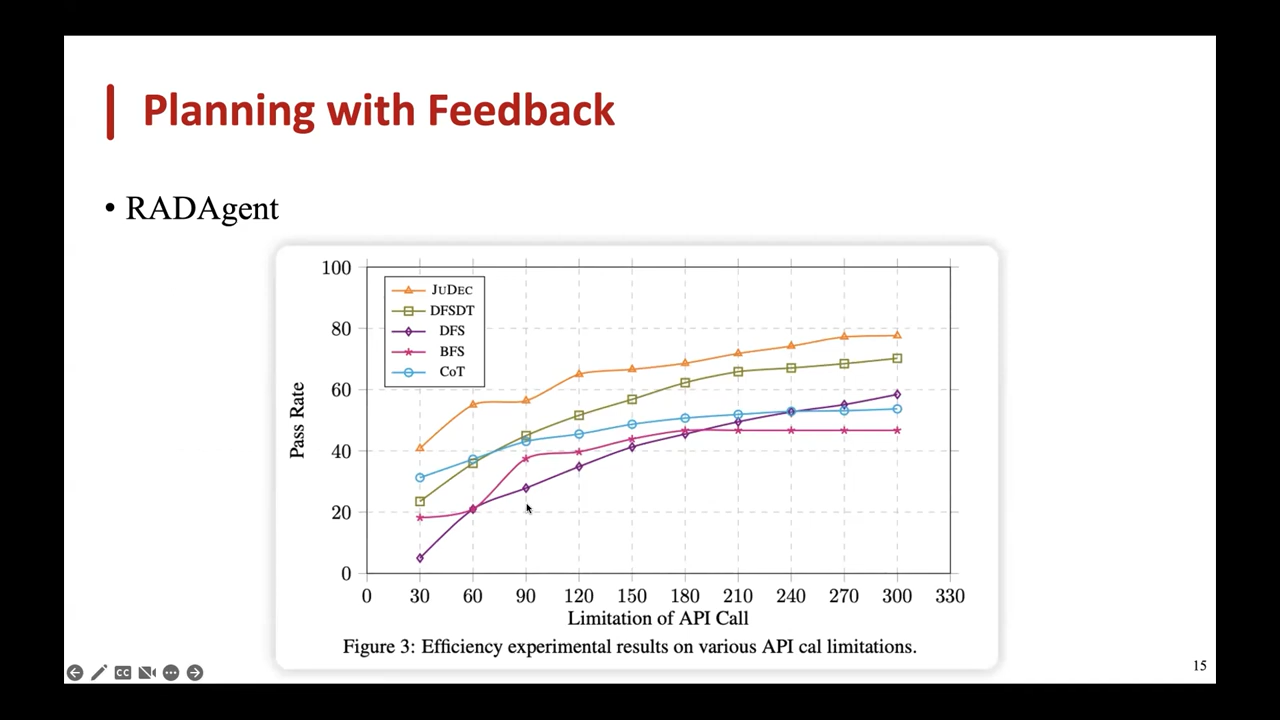 Planning with Feedback
• RADAgent
100
80
60
40
20
0
Pass Rate
JUDEC
DFSDT
DFS
BFS
CoT
0 30 60 90 120 150 180 210 240 270 300 330
Limitation of API Call
Figure 3: Efficiency experimental results on various API cal limitations.
CC
15